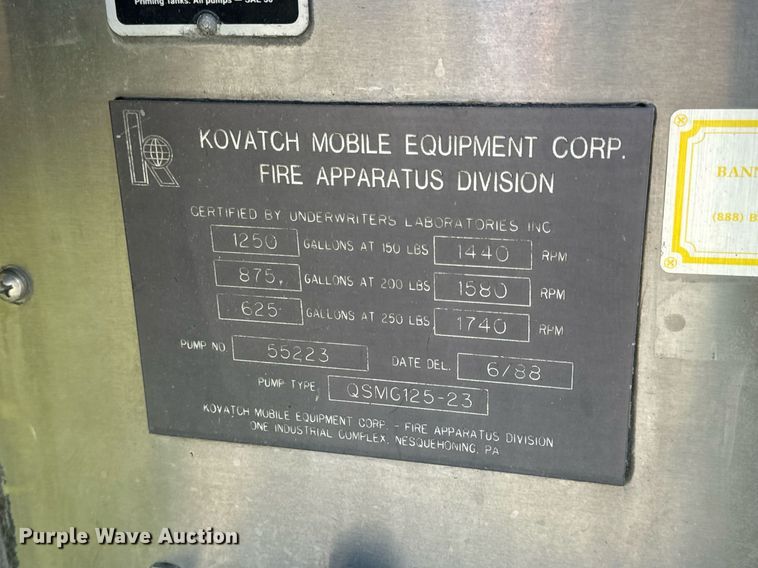 Priming Tanks. All pumps — SAE 30
KOVATCH MOBILE EQUIPMENT CORP.
FIRE APPARATUS DIVISION
CERTIFIED BY UNDERWRITERS LABORATORIES INC
1250 GALLONS AT 150 LBS 1440 RPM
875. GALLONS AT 200 LBS 1580 RPM
625 GALLONS AT 250 LBS 1740 RPM
PUMP NO 55223 DATE DEL. 6/88
PUMP TYPE QSMG125-23
KOVATCH MOBILE EQUIPMENT CORP. - FIRE APPARATUS DIVISION
ONE INDUSTRIAL COMPLEX, NESQUEHONING, PA
BANN
(888) B
Purple Wave Auction